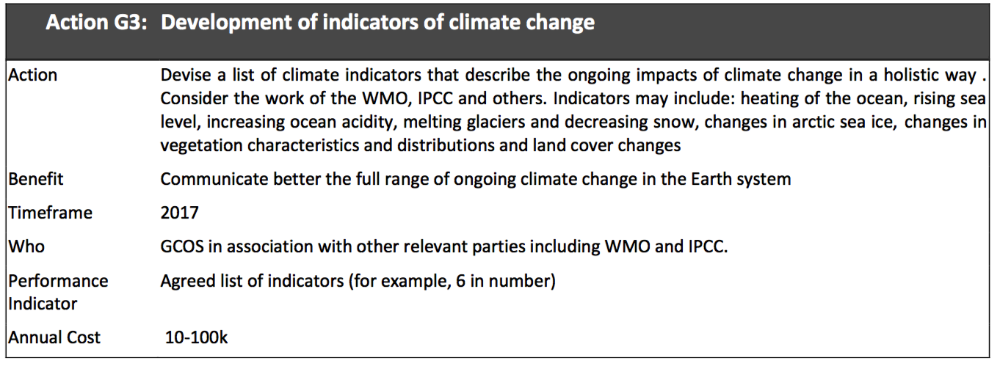 Action G3: Development of indicators of climate change
Action Devise a list of climate indicators that describe the ongoing impacts of climate change in a holistic way .
Consider the work of the WMO, IPCC and others. Indicators may include: heating of the ocean, rising sea
level, increasing ocean acidity, melting glaciers and decreasing snow, changes in arctic sea ice, changes in
vegetation characteristics and distributions and land cover changes
Benefit Communicate better the full range of ongoing climate change in the Earth system
Timeframe 2017
Who GCOS in association with other relevant parties including WMO and IPCC.
Performance Agreed list of indicators (for example, 6 in number)
Indicator
Annual Cost 10-100k